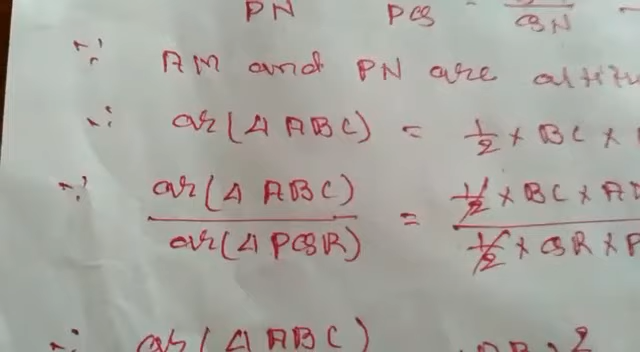 PN PQ QN
∵ AM and PN are
∴ ar(Δ ABC) = 1/2 × BC ×
∵ ar(Δ ABC) / ar(Δ PQR) = 1/2 × BC × / 1/2 × QR × P
∴ ar(Δ ABC) 2